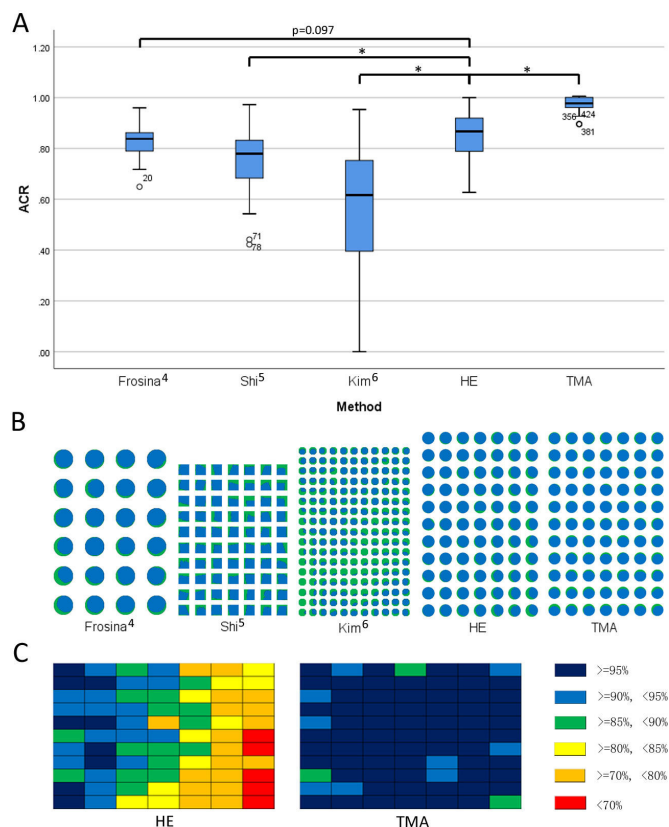 A
p=0.097
*
* *
1.20
1.00
.80
.60
.40
.20
.00
ACR
20
71
78
356 424
381
Frosina4 Shi5 Kim6 HE TMA
Method
B
Frosina4 Shi5 Kim6 HE TMA
C
>=95%
>=90%, <95%
>=85%, <90%
>=80%, <85%
>=70%, <80%
<70%
HE TMA